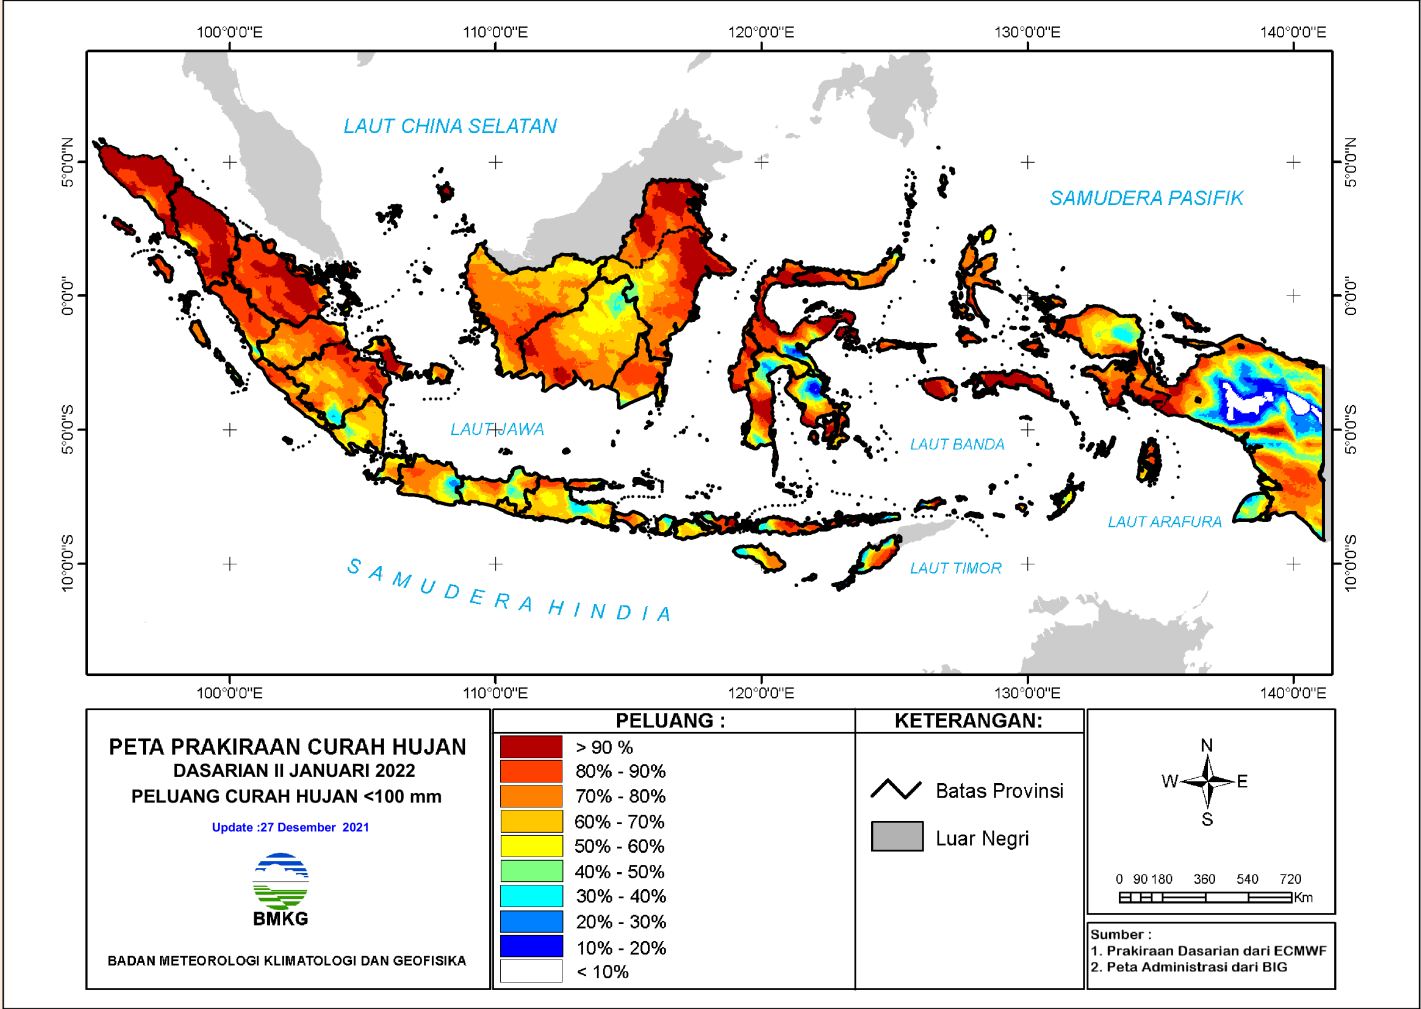 100°0'0"E 110°0'0"E 120°0'0"E 130°0'0"E 140°0'0"E
5°0'0"N
0°0'0"
5°0'0"S
10°0'0"S
LAUT CHINA SELATAN
SAMUDERA PASIFIK
LAUT JAWA
LAUT BANDA
LAUT ARAFURA
LAUT TIMOR
SAMUDERA HINDIA
5°0'0"N
0°0'0"
5°0'0"S
10°0'0"S
100°0'0"E 110°0'0"E 120°0'0"E 130°0'0"E 140°0'0"E
PETA PRAKIRAAN CURAH HUJAN
DASARIAN II JANUARI 2022
PELUANG CURAH HUJAN <100 mm
Update :27 Desember 2021
BMKG
BADAN METEOROLOGI KLIMATOLOGI DAN GEOFISIKA
PELUANG :
> 90 %
80% - 90%
70% - 80%
60% - 70%
50% - 60%
40% - 50%
30% - 40%
20% - 30%
10% - 20%
< 10%
KETERANGAN:
Batas Provinsi
Luar Negri
N
W E
S
0 90 180 360 540 720
Km
Sumber :
1. Prakiraan Dasarian dari ECMWF
2. Peta Administrasi dari BIG